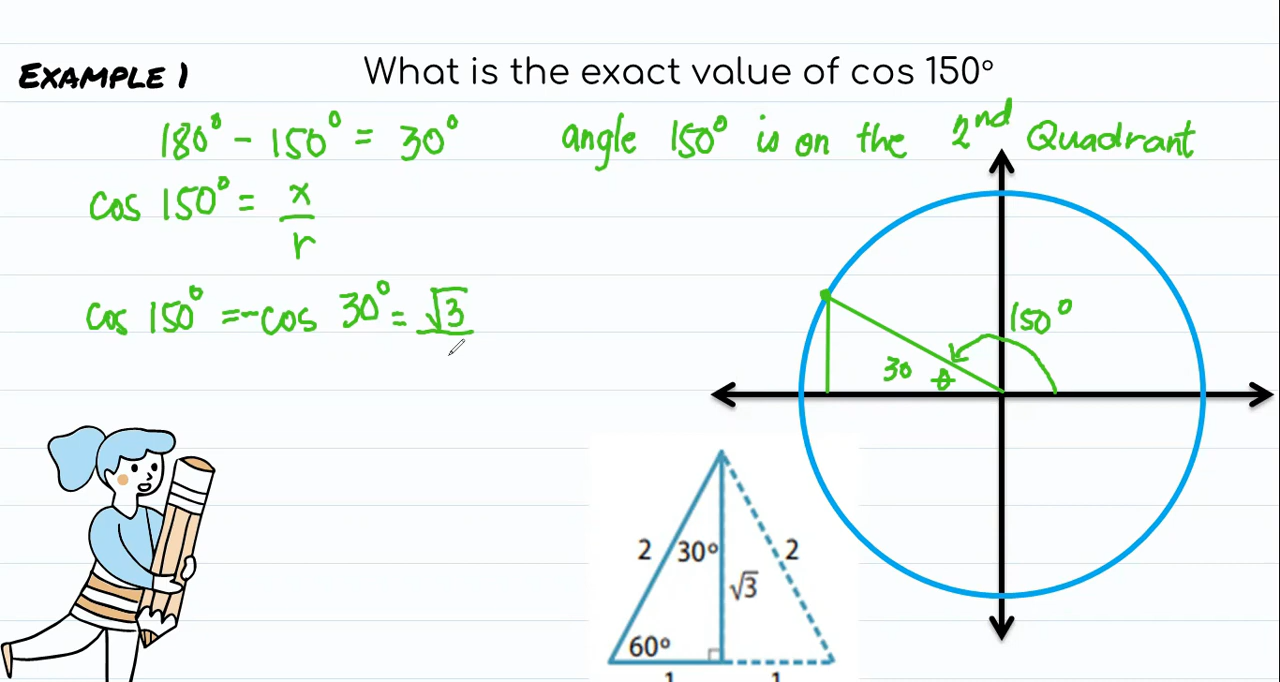 EXAMPLE 1
What is the exact value of cos 150°
180° - 150° = 30°
angle 150° is on the 2nd Quadrant
cos 150° = x/r
cos 150° = -cos 30° = √3
150°
30 θ
2
30°
2
√3
60°
1
1